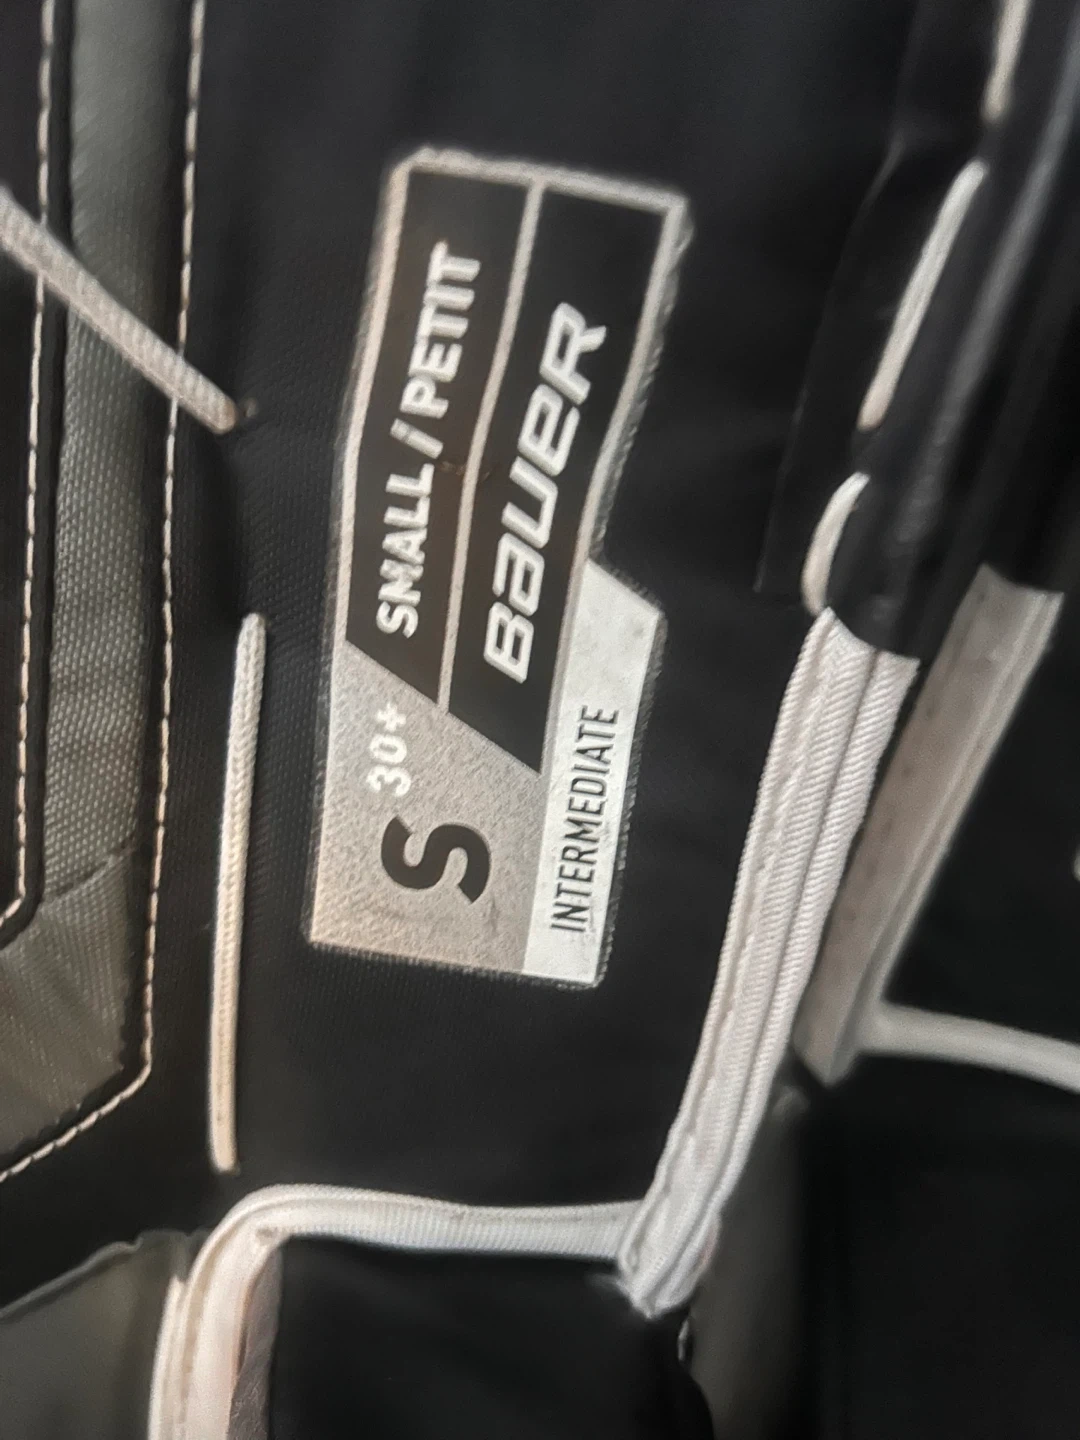 SMALL / PETIT
BAUER
30+
S
INTERMEDIATE